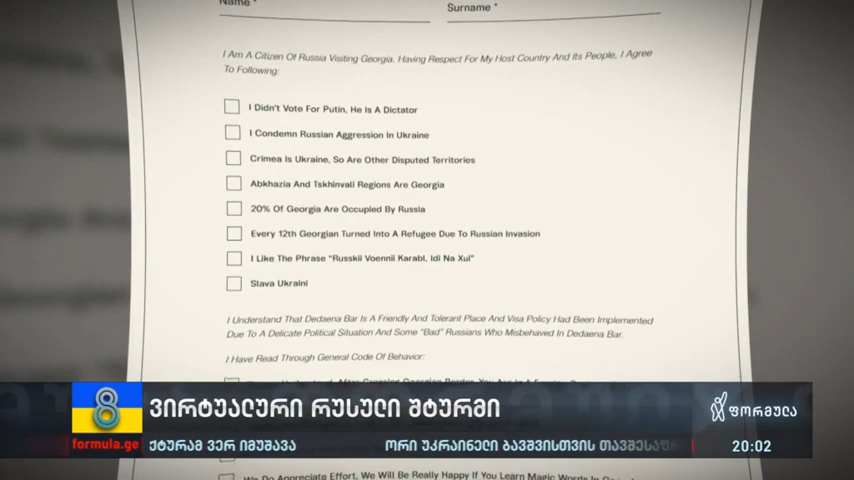 Name *
Surname *
I Am A Citizen Of Russia Visiting Georgia. Having Respect For My Host Country And Its People, I Agree
To Following:
I Didn't Vote For Putin, He Is A Dictator
I Condemn Russian Aggression In Ukraine
Crimea Is Ukraine, So Are Other Disputed Territories
Abkhazia And Tskhinvali Regions Are Georgia
20% Of Georgia Are Occupied By Russia
Every 12th Georgian Turned Into A Refugee Due To Russian Invasion
I Like The Phrase "Russkii Voennii Karabl, Idi Na Xui"
Slava Ukraini
I Understand That Dedaena Bar Is A Friendly And Tolerant Place And Visa Policy Had Been Implemented
Due To A Delicate Political Situation And Some "Bad" Russians Who Misbehaved In Dedaena Bar.
I Have Read Through General Code Of Behavior:
8
ვირტუალური რუსული შტურმი
ფორმულა
formula.ge
ქტურამ ვერ იმუშავა
ორი უკრაინელი ბავშვისთვის თავშესაფრ
20:02
We Do Appreciate Effort, We Will Be Really Happy If You Learn Magic Words In